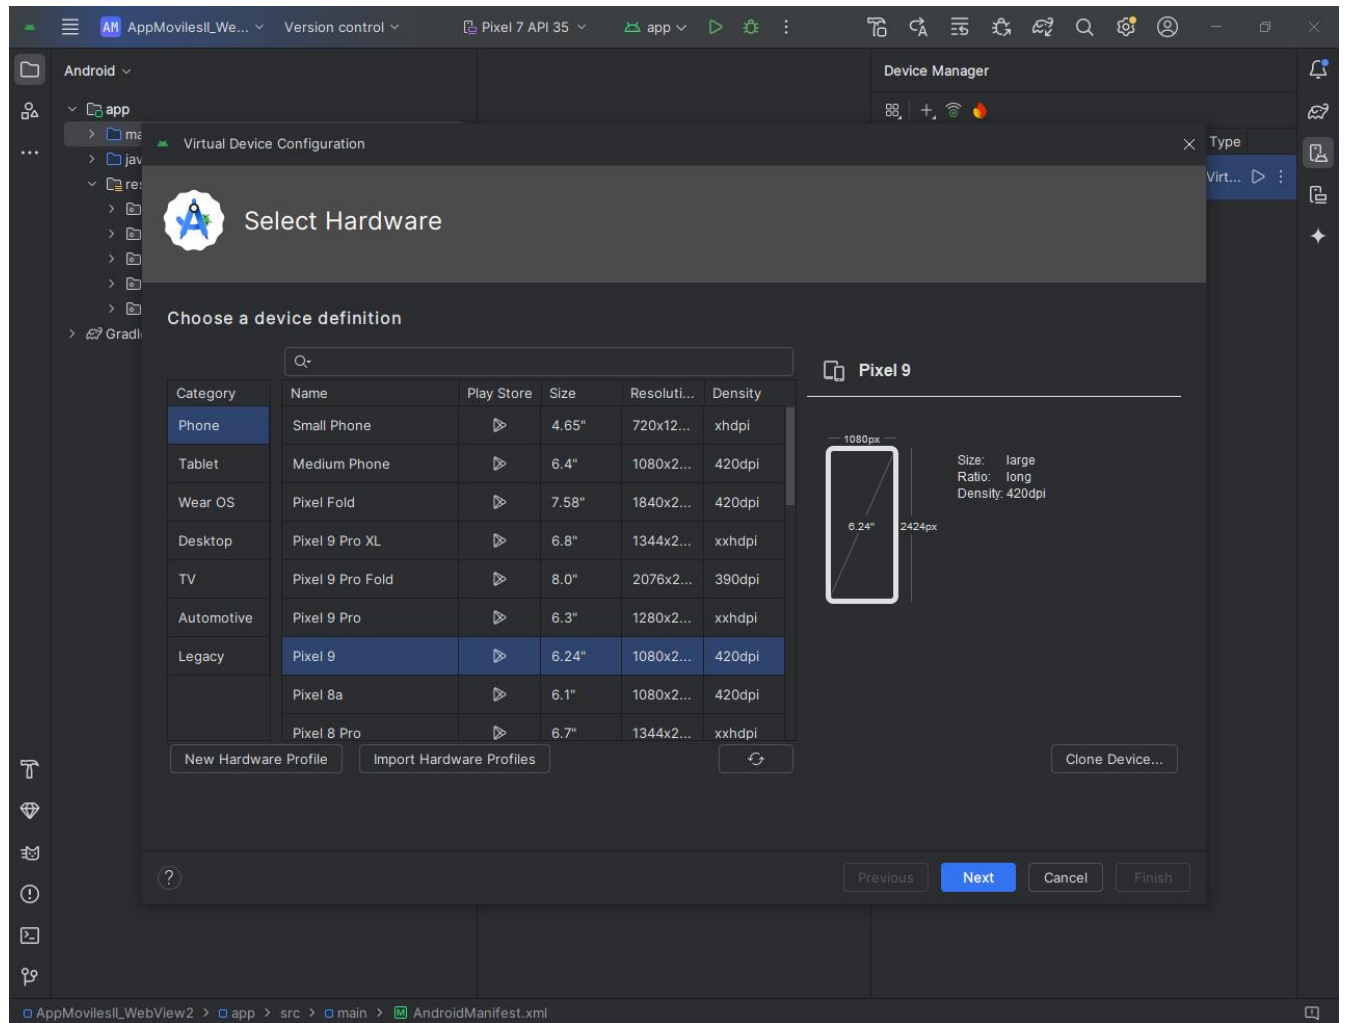 AM AppMovilesII_We... Version control Pixel 7 API 35 app
Android
Device Manager
app
ma
jav
res
Gradl
Type
Virt...
Virtual Device Configuration
Select Hardware
Choose a device definition
Category Name Play Store Size Resoluti... Density
Phone Small Phone 4.65" 720x12... xhdpi
Tablet Medium Phone 6.4" 1080x2... 420dpi
Wear OS Pixel Fold 7.58" 1840x2... 420dpi
Desktop Pixel 9 Pro XL 6.8" 1344x2... xxhdpi
TV Pixel 9 Pro Fold 8.0" 2076x2... 390dpi
Automotive Pixel 9 Pro 6.3" 1280x2... xxhdpi
Legacy Pixel 9 6.24" 1080x2... 420dpi
Pixel 8a 6.1" 1080x2... 420dpi
Pixel 8 Pro 6.7" 1344x2... xxhdpi
Pixel 9
1080px
Size: large
Ratio: long
Density: 420dpi
6.24" 2424px
New Hardware Profile Import Hardware Profiles Clone Device...
? Previous Next Cancel Finish
AppMovilesII_WebView2 > app > src > main > M AndroidManifest.xml